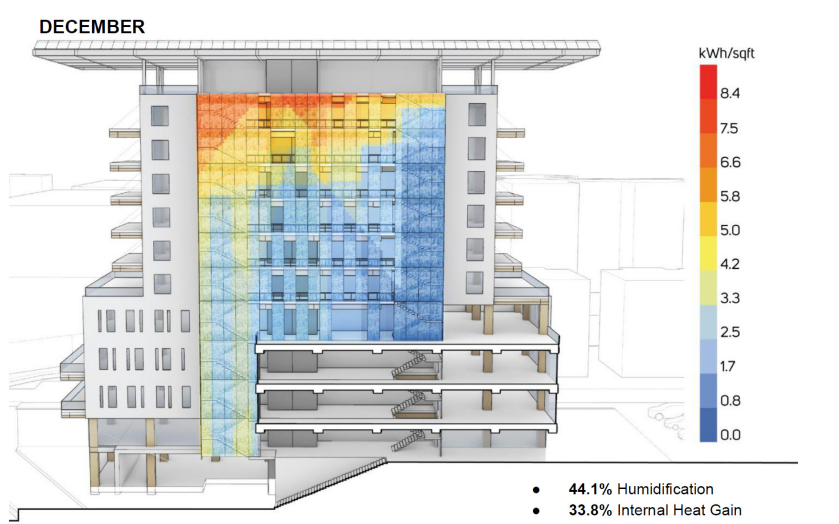 DECEMBER
kWh/sqft
8.4
7.5
6.6
5.8
5.0
4.2
3.3
2.5
1.7
0.8
0.0
● 44.1% Humidification
● 33.8% Internal Heat Gain